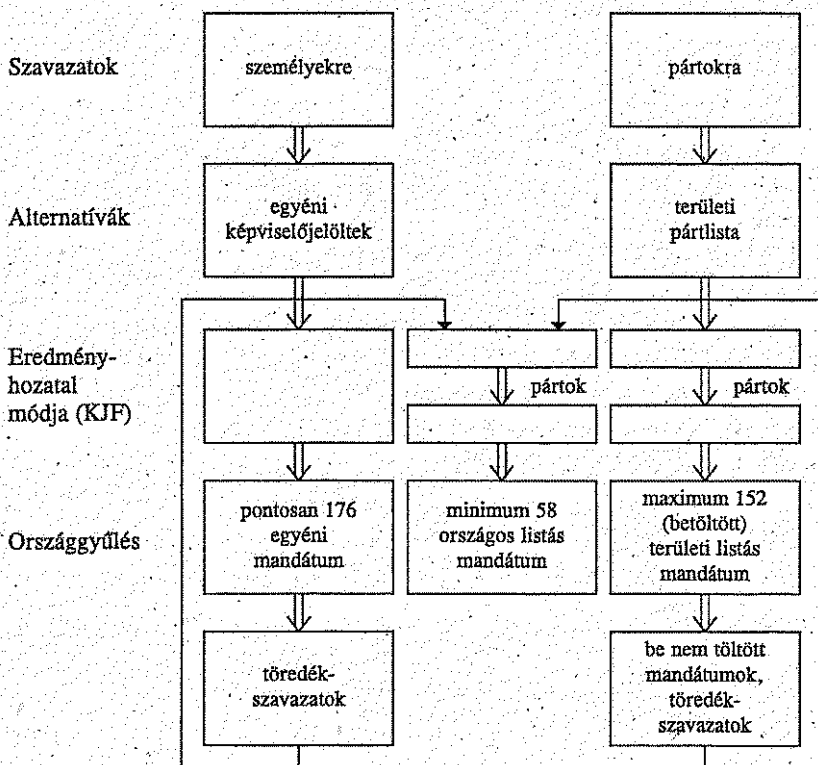 Szavazatok
személyekre
pártokra
Alternatívák
egyéni
képviselőjelöltek
területi
pártlista
Eredmény-
hozatal
módja (KJF)
pártok
pártok
Országgyűlés
pontosan 176
egyéni
mandátum
minimum 58
országos listás
mandátum
maximum 152
(betöltött)
területi listás
mandátum
töredék-
szavazatok
be nem töltött
mandátumok,
töredék-
szavazatok